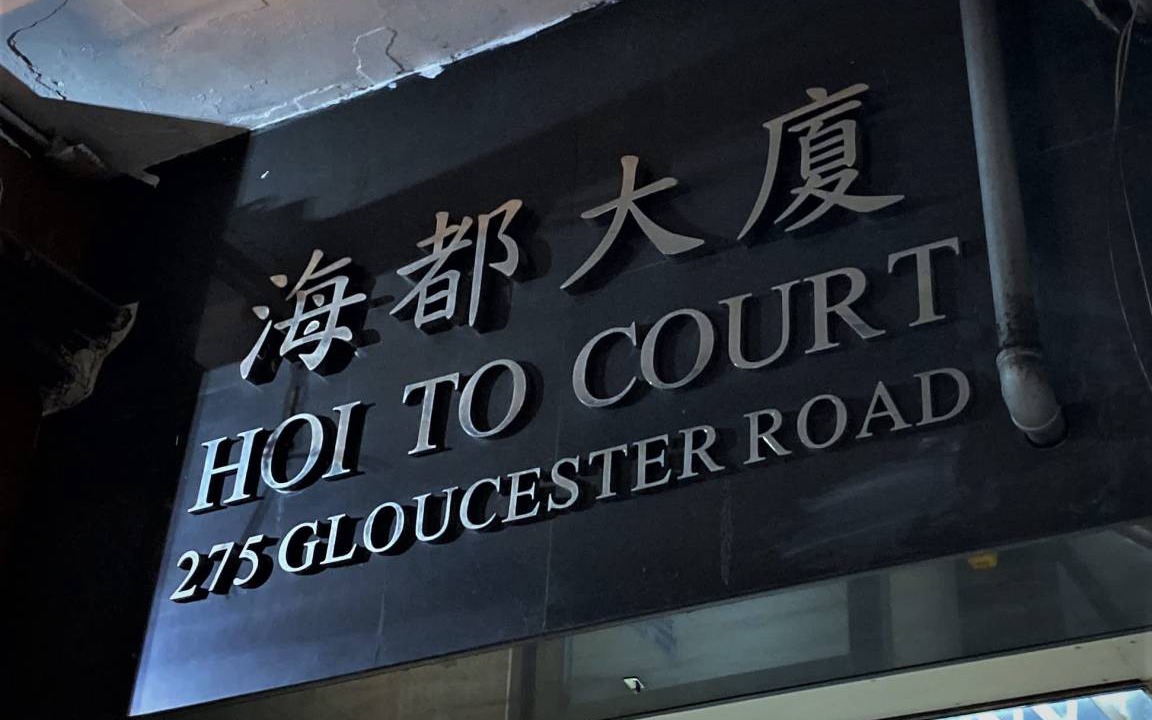 海都大廈
HOI TO COURT
275 GLOUCESTER ROAD